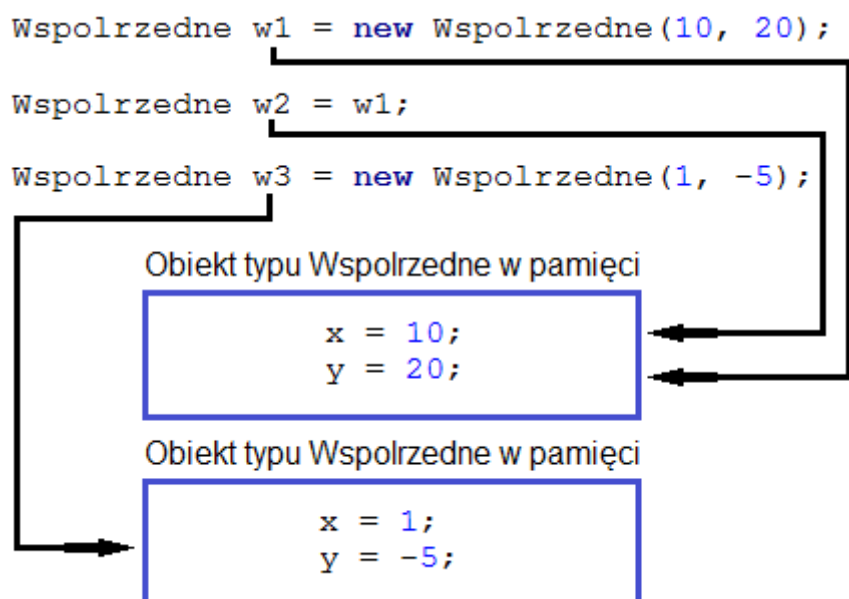 Wspolrzedne w1 = new Wspolrzedne(10, 20);
Wspolrzedne w2 = w1;
Wspolrzedne w3 = new Wspolrzedne(1, -5);
Obiekt typu Wspolrzedne w pamięci
x = 10;
y = 20;
Obiekt typu Wspolrzedne w pamięci
x = 1;
y = -5;